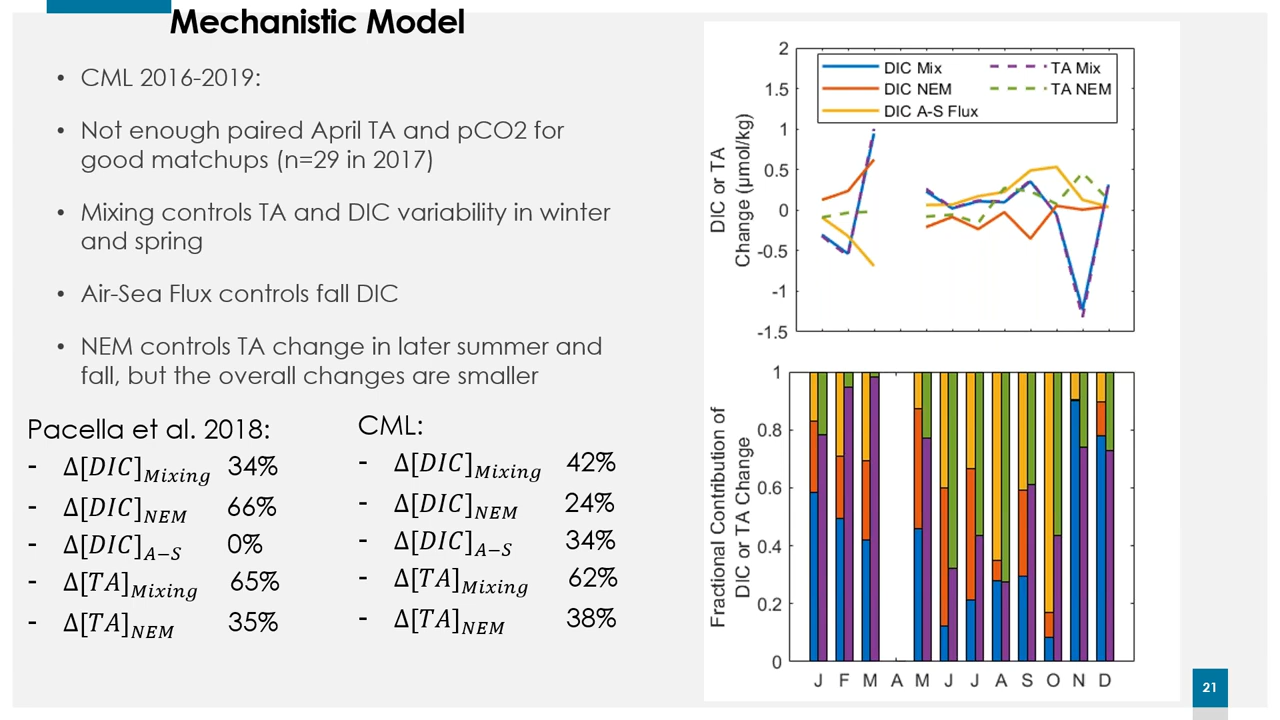 Mechanistic Model
• CML 2016-2019:
• Not enough paired April TA and pCO2 for
good matchups (n=29 in 2017)
• Mixing controls TA and DIC variability in winter
and spring
• Air-Sea Flux controls fall DIC
• NEM controls TA change in later summer and
fall, but the overall changes are smaller
Pacella et al. 2018:
- Δ[DIC]Mixing 34%
- Δ[DIC]NEM 66%
- Δ[DIC]A−S 0%
- Δ[TA]Mixing 65%
- Δ[TA]NEM 35%
CML:
- Δ[DIC]Mixing 42%
- Δ[DIC]NEM 24%
- Δ[DIC]A−S 34%
- Δ[TA]Mixing 62%
- Δ[TA]NEM 38%
DIC or TA
Change (μmol/kg)
2
1.5
1
0.5
0
-0.5
-1
-1.5
DIC Mix
DIC NEM
DIC A-S Flux
TA Mix
TA NEM
Fractional Contribution of
DIC or TA Change
1
0.8
0.6
0.4
0.2
0
J F M A M J J A S O N D
21